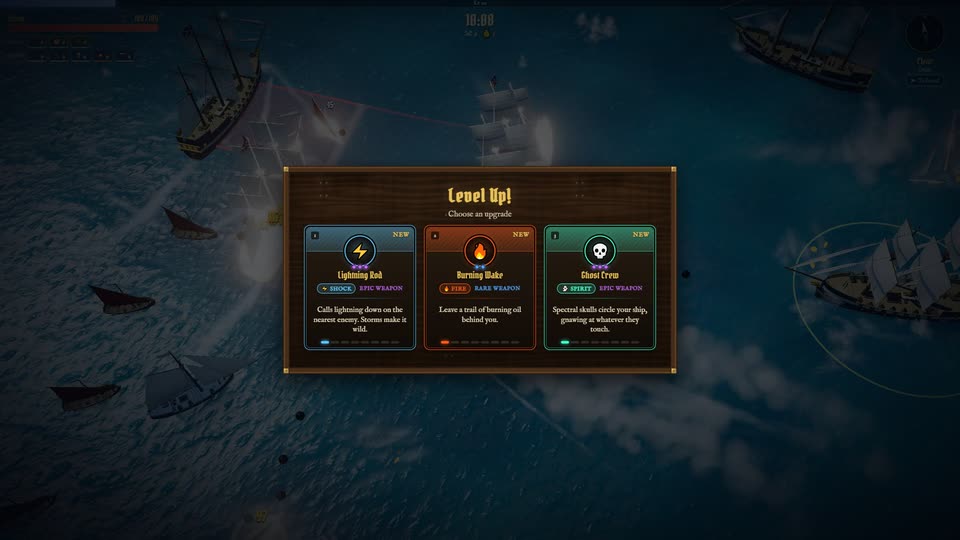 10:08
Clear
Level Up!
Choose an upgrade
1
NEW
Lightning Rod
SHOCK EPIC WEAPON
Calls lightning down on the
nearest enemy. Storms make it
wild.
NEW
Burning Wake
FIRE RARE WEAPON
Leave a trail of burning oil
behind you.
NEW
Ghost Crew
SPIRIT EPIC WEAPON
Spectral skulls circle your ship,
gnawing at whatever they
touch.